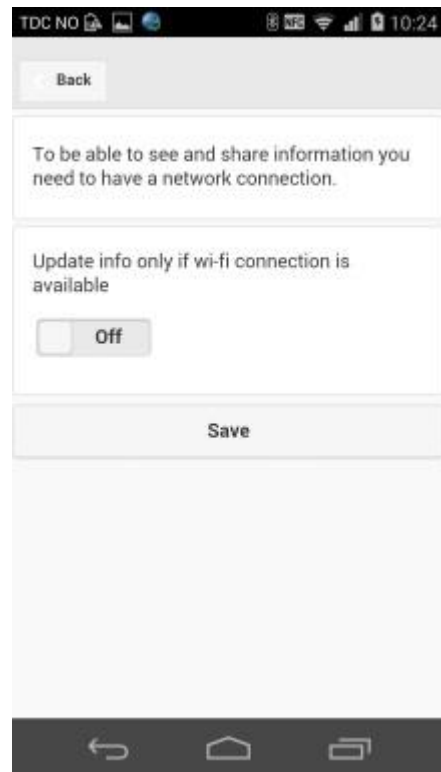 TDC NO NFC 10:24
Back
To be able to see and share information you
need to have a network connection.
Update info only if wi-fi connection is
available
Off
Save